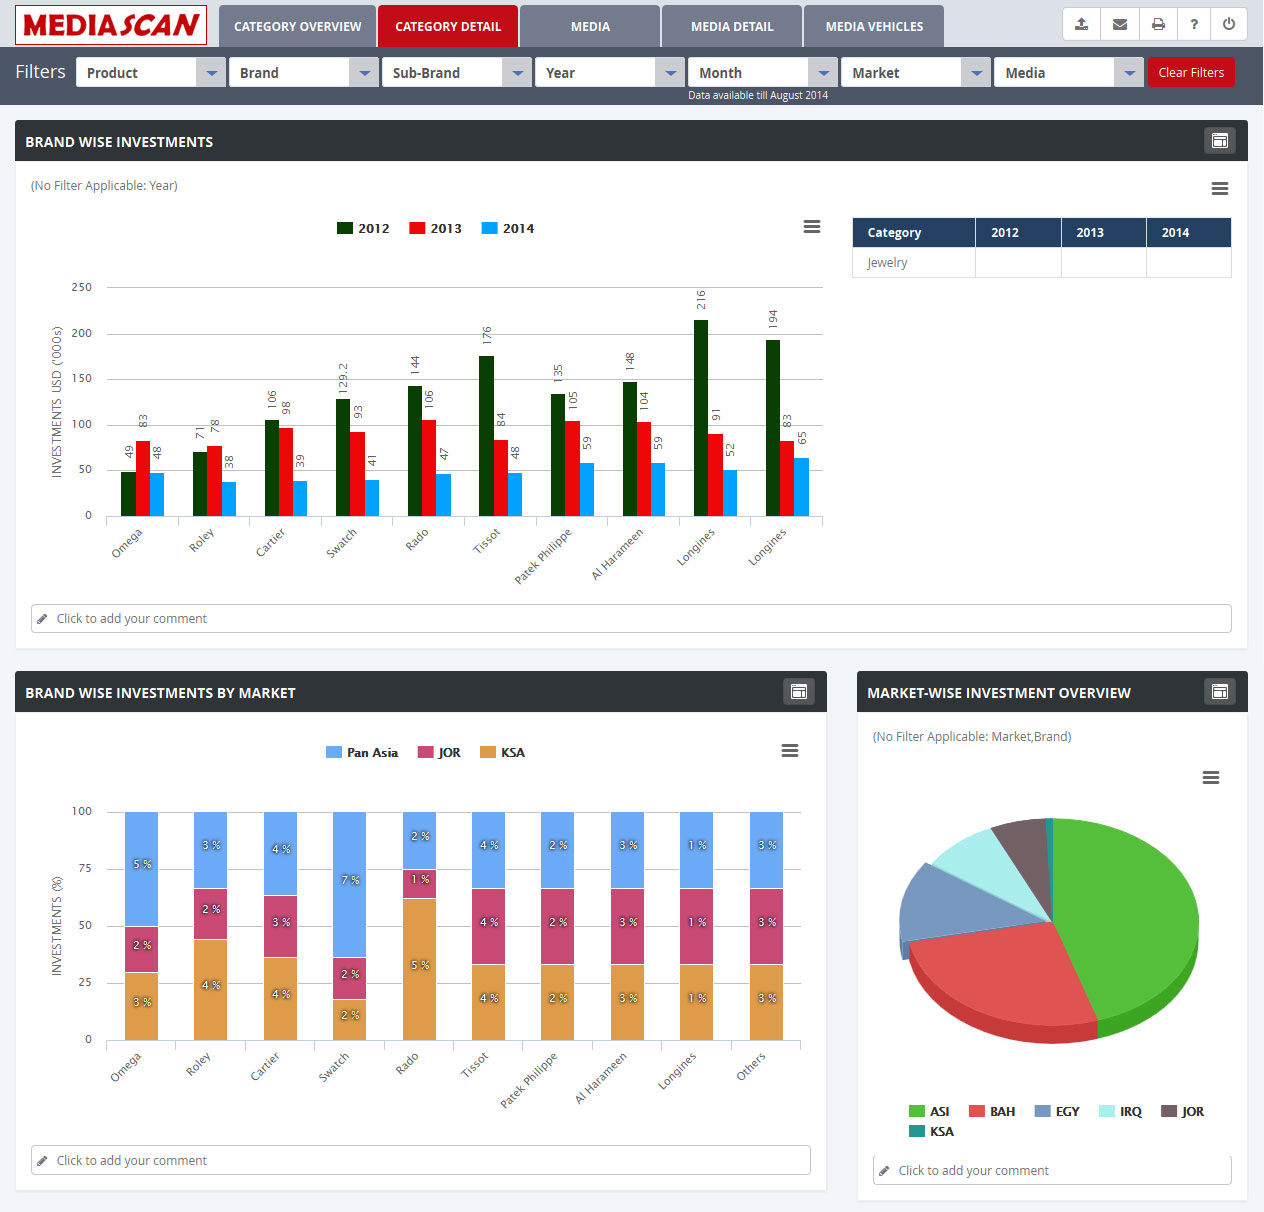 MEDIASCAN
CATEGORY OVERVIEW
CATEGORY DETAIL
MEDIA
MEDIA DETAIL
MEDIA VEHICLES
?
Filters
Product
Brand
Sub-Brand
Year
Month
Market
Media
Clear Filters
Data available till August 2014
BRAND WISE INVESTMENTS
(No Filter Applicable: Year)
2012 2013 2014
INVESTMENTS USD ('000s)
250
200
150
100
50
0
49 83 48
71 78 38
106 98 39
129.2 93 41
144 106 47
176 84 48
135 105 59
148 104 59
216 91 52
194 83 65
Omega
Roley
Cartier
Swatch
Rado
Tissot
Patek Philippe
Al Harameen
Longines
Longines
Category 2012 2013 2014
Jewelry
Click to add your comment
BRAND WISE INVESTMENTS BY MARKET
Pan Asia JOR KSA
INVESTMENTS (%)
100
75
50
25
0
5 % 2 % 3 %
3 % 2 % 4 %
4 % 3 % 4 %
7 % 2 % 2 %
2 % 1 % 5 %
4 % 4 % 4 %
2 % 2 % 2 %
3 % 3 % 3 %
1 % 1 % 1 %
3 % 3 % 3 %
Omega
Roley
Cartier
Swatch
Rado
Tissot
Patek Philippe
Al Harameen
Longines
Others
Click to add your comment
MARKET-WISE INVESTMENT OVERVIEW
(No Filter Applicable: Market,Brand)
ASI BAH EGY IRQ JOR
KSA
Click to add your comment